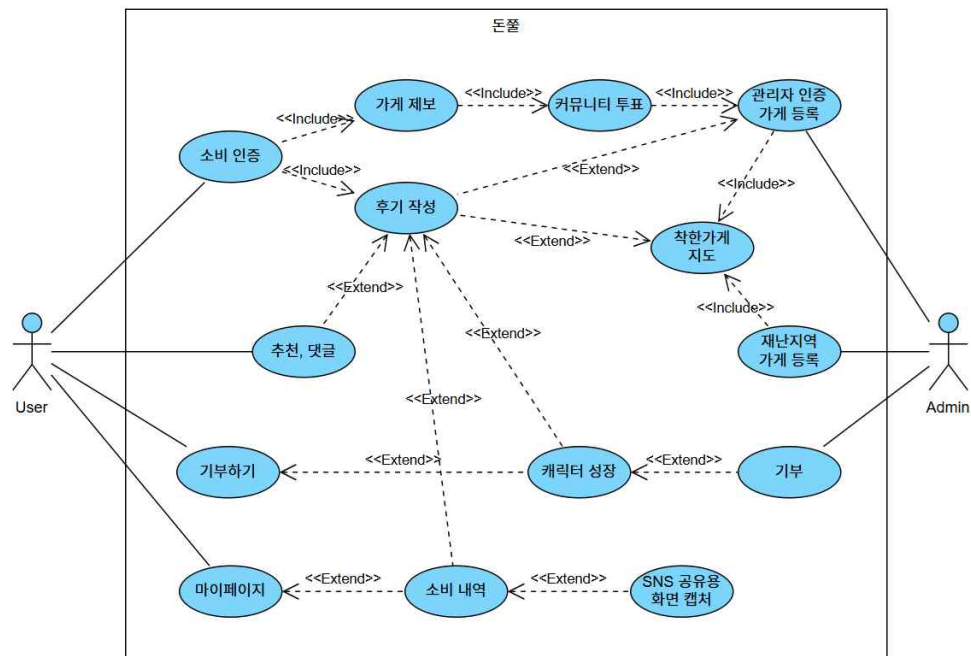 돈쭐
가게 제보
<<Include>>
커뮤니티 투표
<<Include>>
관리자 인증
가게 등록
<<Include>>
소비 인증
<<Include>>
<<Extend>>
<<Include>>
후기 작성
<<Extend>>
착한가게
지도
<<Extend>>
<<Include>>
<<Extend>>
추천, 댓글
재난지역
가게 등록
<<Extend>>
User
Admin
기부하기
<<Extend>>
캐릭터 성장
<<Extend>>
기부
마이페이지
<<Extend>>
소비 내역
<<Extend>>
SNS 공유용
화면 캡처